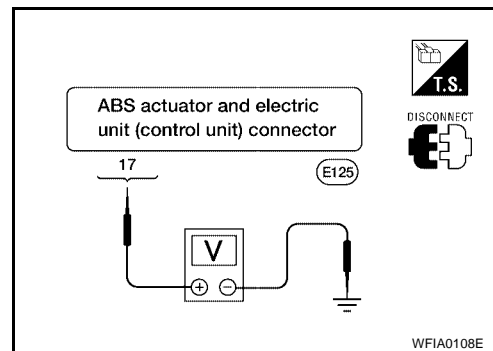 T.S.
DISCONNECT
ABS actuator and electric
unit (control unit) connector
17
E125
V
+ −
WFIA0108E